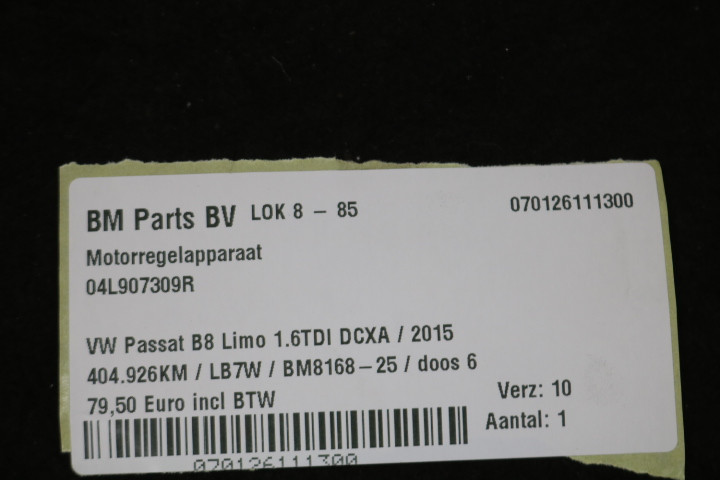 BM Parts BV LOK 8 - 85 070126111300
Motorregelapparaat
04L907309R
VW Passat B8 Limo 1.6TDI DCXA / 2015
404.926KM / LB7W / BM8168-25 / doos 6
79,50 Euro incl BTW
Verz: 10
Aantal: 1
070126111300